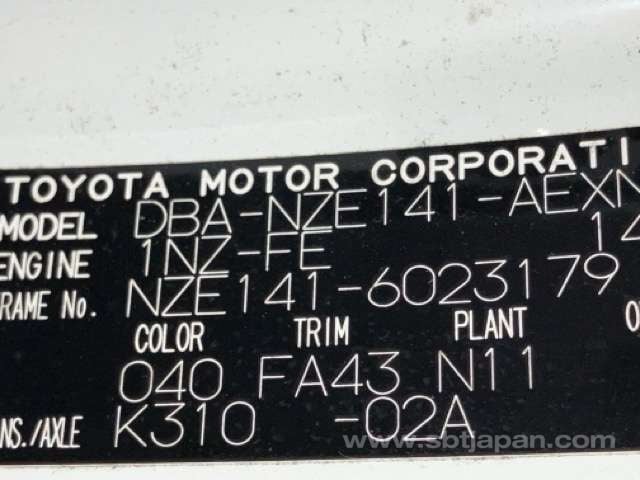 TOYOTA MOTOR CORPORATI
MODEL DBA-NZE141-AEXN
ENGINE 1NZ-FE 14
RAME No. NZE141-6023179
COLOR TRIM PLANT
040 FA43 N11
NS./AXLE K310 -02A
www.sbtjapan.com